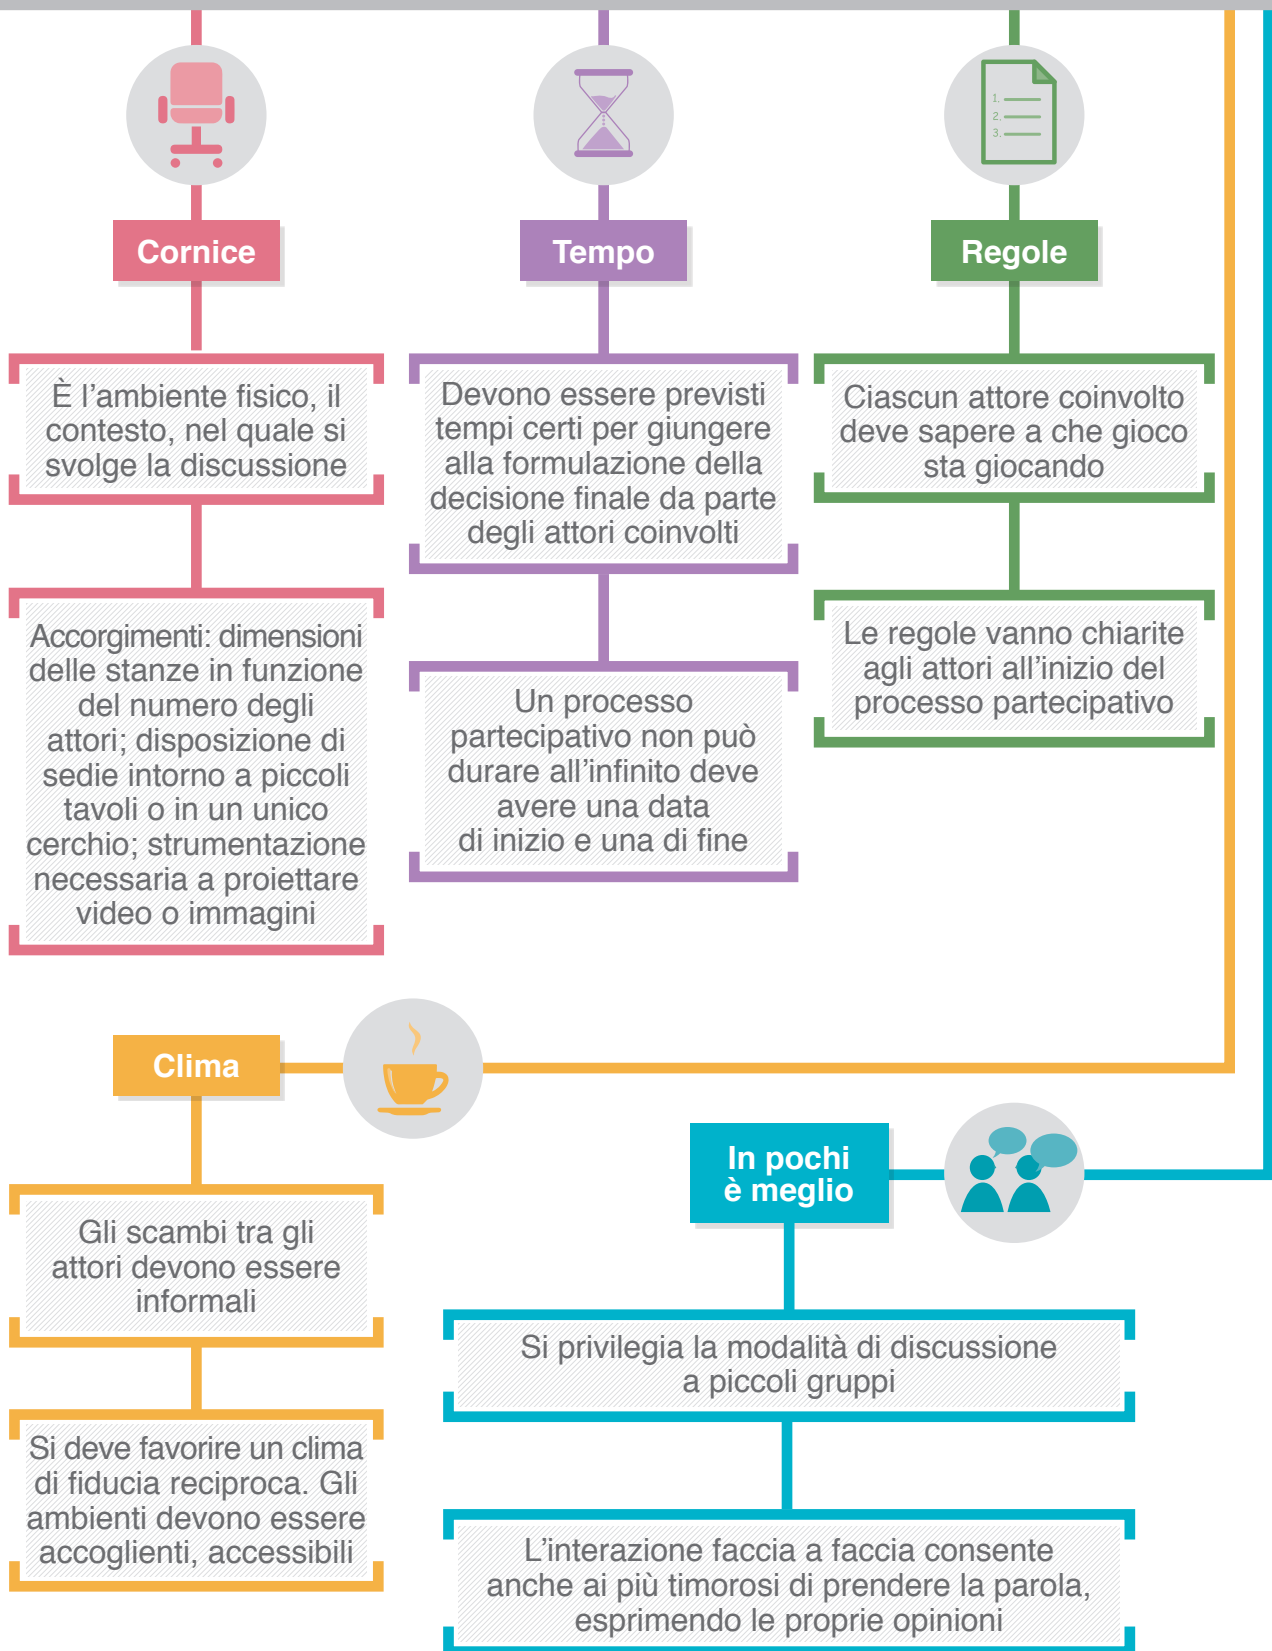 1.
2.
3.
Cornice
È l’ambiente fisico, il
contesto, nel quale si
svolge la discussione
Accorgimenti: dimensioni
delle stanze in funzione
del numero degli
attori; disposizione di
sedie intorno a piccoli
tavoli o in un unico
cerchio; strumentazione
necessaria a proiettare
video o immagini
Tempo
Devono essere previsti
tempi certi per giungere
alla formulazione della
decisione finale da parte
degli attori coinvolti
Un processo
partecipativo non può
durare all’infinito deve
avere una data
di inizio e una di fine
Regole
Ciascun attore coinvolto
deve sapere a che gioco
sta giocando
Le regole vanno chiarite
agli attori all’inizio del
processo partecipativo
Clima
Gli scambi tra gli
attori devono essere
informali
Si deve favorire un clima
di fiducia reciproca. Gli
ambienti devono essere
accoglienti, accessibili
In pochi
è meglio
Si privilegia la modalità di discussione
a piccoli gruppi
L’interazione faccia a faccia consente
anche ai più timorosi di prendere la parola,
esprimendo le proprie opinioni